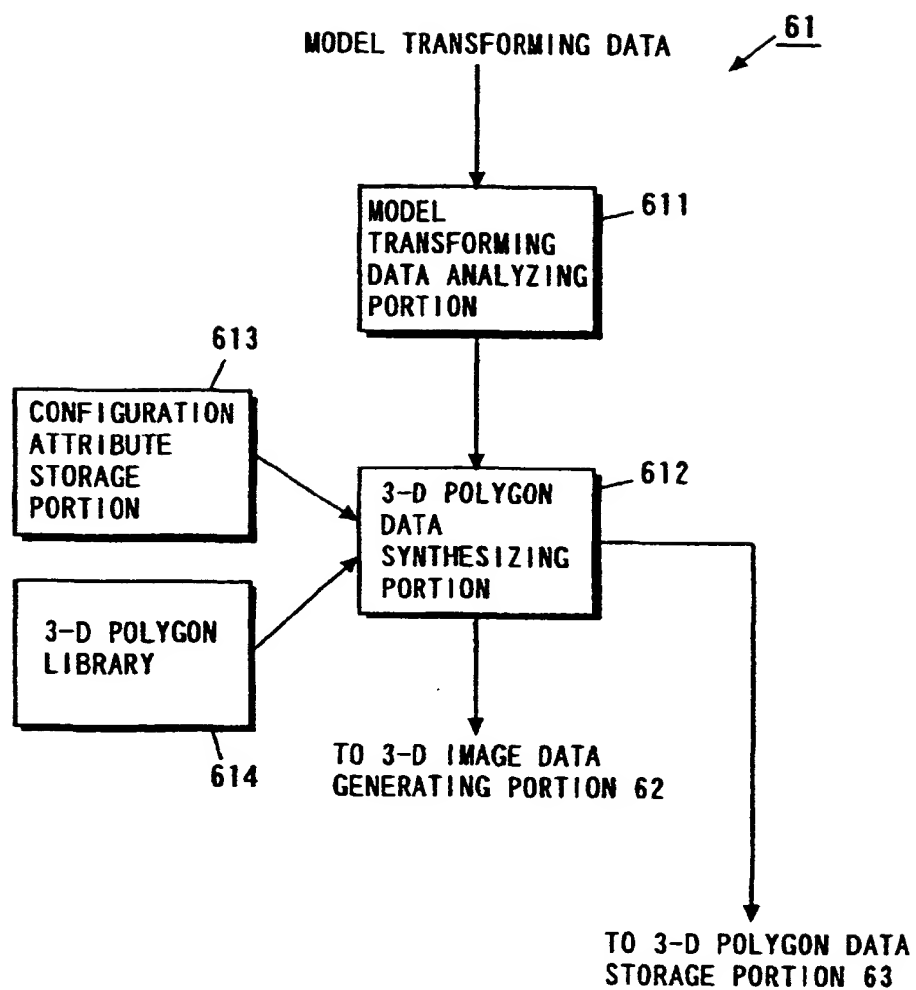 61
MODEL TRANSFORMING DATA
611
MODEL
TRANSFORMING
DATA ANALYZING
PORTION
613
CONFIGURATION
ATTRIBUTE
STORAGE
PORTION
612
3-D POLYGON
DATA
SYNTHESIZING
PORTION
3-D POLYGON
LIBRARY
614
TO 3-D IMAGE DATA
GENERATING PORTION 62
TO 3-D POLYGON DATA
STORAGE PORTION 63